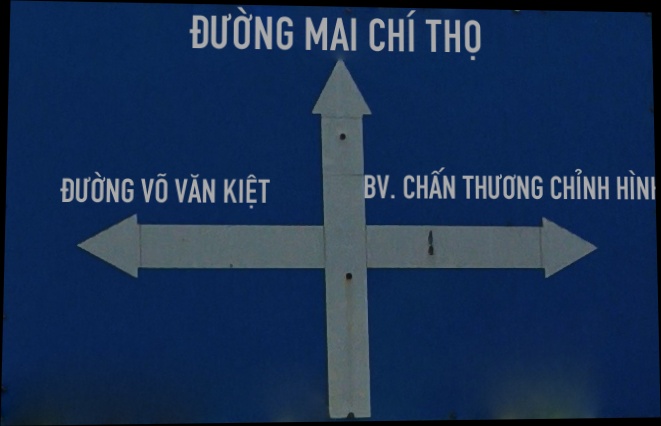 ĐƯỜNG MAI CHÍ THỌ
ĐƯỜNG VÕ VĂN KIỆT
BV. CHẤN THƯƠNG CHỈNH HÌNH